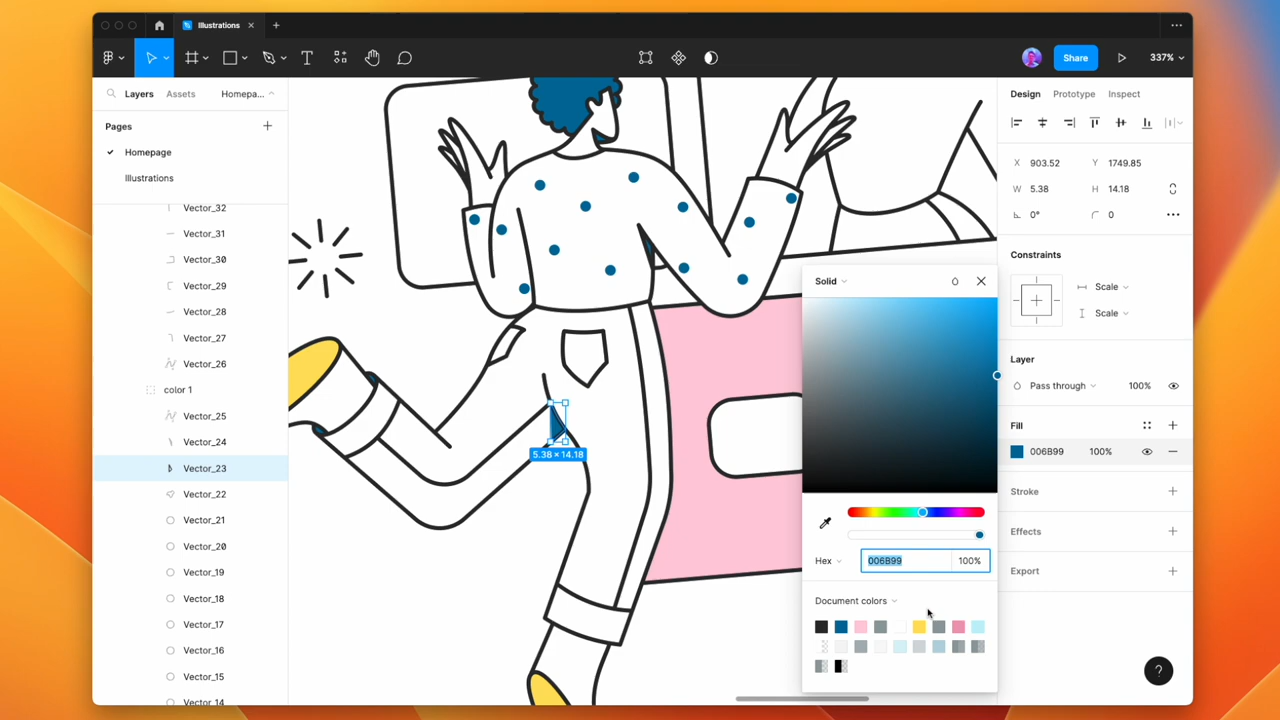 Illustrations
Share
337%
Layers
Assets
Homepa...
Pages
Homepage
Illustrations
Vector_32
Vector_31
Vector_30
Vector_29
Vector_28
Vector_27
Vector_26
color 1
Vector_25
Vector_24
Vector_23
Vector_22
Vector_21
Vector_20
Vector_19
Vector_18
Vector_17
Vector_16
Vector_15
Vector_14
5.38 × 14.18
Solid
Hex
006B99
100%
Document colors
Design
Prototype
Inspect
X 903.52
Y 1749.85
W 5.38
H 14.18
0°
0
Constraints
Scale
Scale
Layer
Pass through
100%
Fill
006B99
100%
Stroke
Effects
Export
?